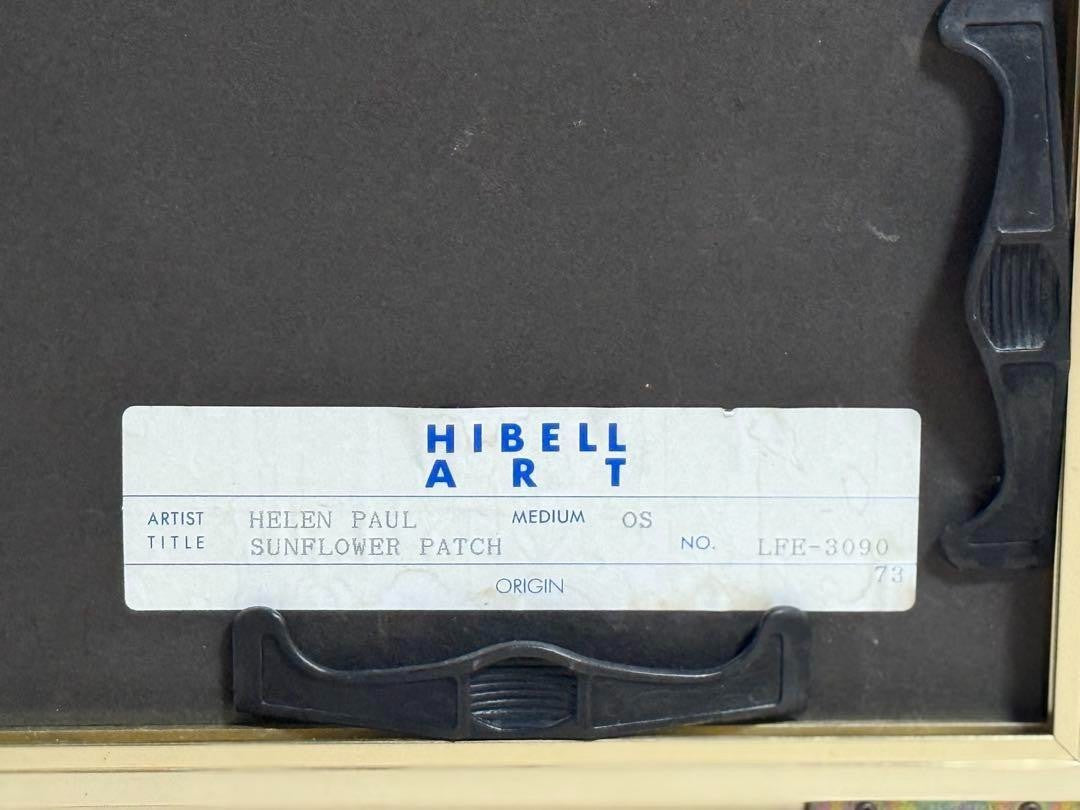 HIBELL
ART
ARTIST HELEN PAUL MEDIUM OS
TITLE SUNFLOWER PATCH NO. LFE-3090
73
ORIGIN